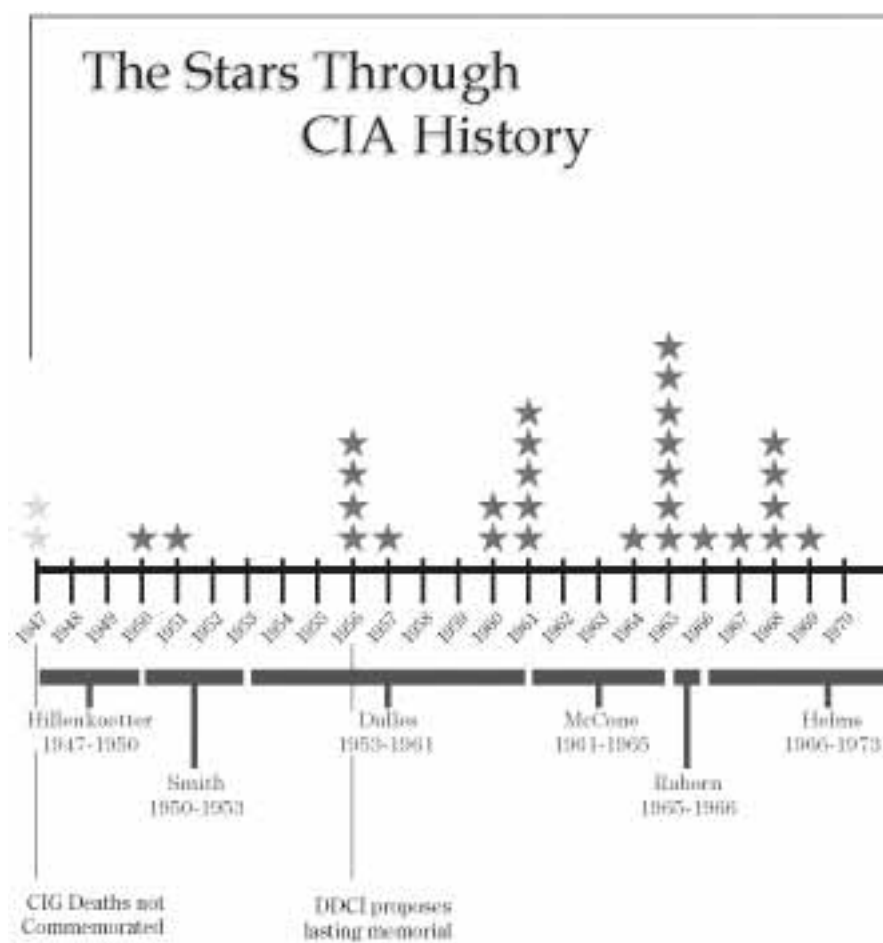 The Stars Through
CIA History
1947 1948 1949 1950 1951 1952 1953 1954 1955 1956 1957 1958 1959 1960 1961 1962 1963 1964 1965 1966 1967 1968 1969 1970
Hillenkoetter
1947-1950
Smith
1950-1953
Dulles
1953-1961
McCone
1961-1965
Raborn
1965-1966
Helms
1966-1973
CIG Deaths not
Commemorated
DDCI proposes
lasting memorial